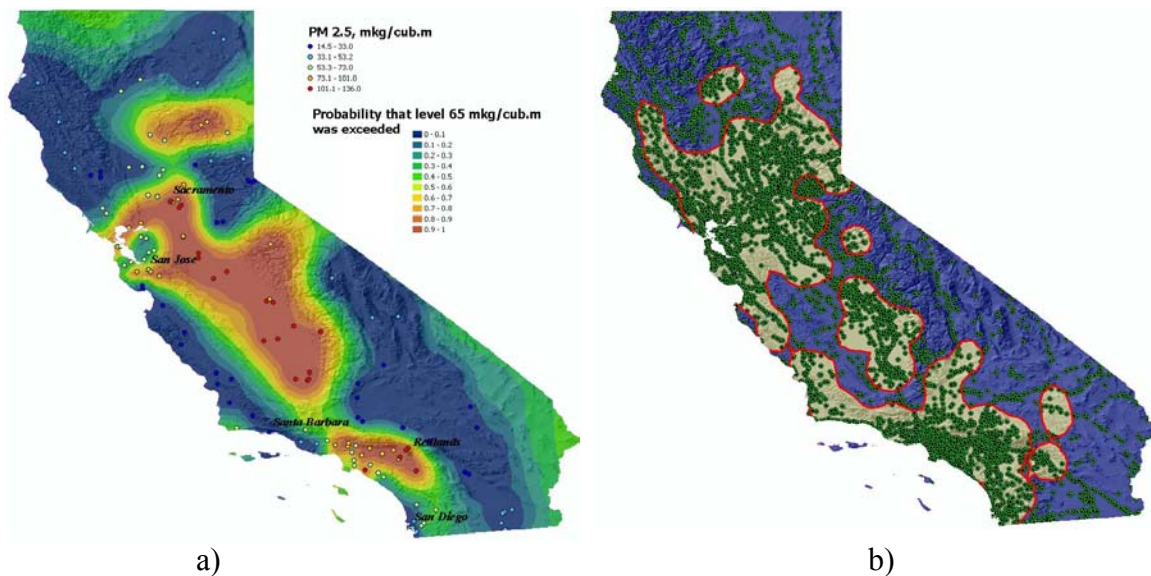 PM 2.5, mkg/cub.m
14.5 - 33.0
33.1 - 53.2
53.3 - 73.0
73.1 - 101.0
101.1 - 136.0
Probability that level 65 mkg/cub.m
was exceeded
0 - 0.1
0.1 - 0.2
0.2 - 0.3
0.3 - 0.4
0.4 - 0.5
0.5 - 0.6
0.6 - 0.7
0.7 - 0.8
0.8 - 0.9
0.9 - 1
Sacramento
San Jose
Santa Barbara
Redlands
San Diego
a)
b)